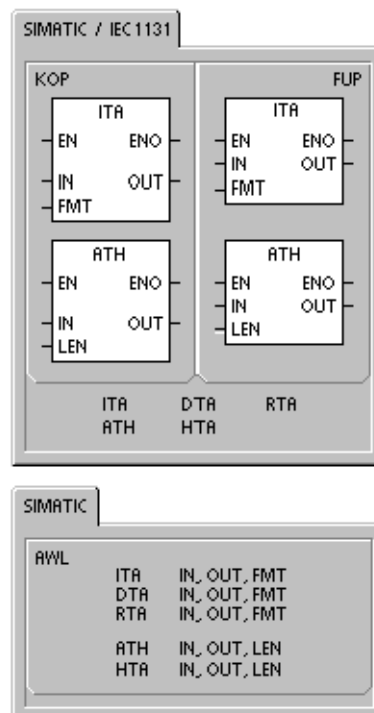 SIMATIC / IEC 1131
KOP
FUP
ITA
EN ENO
IN OUT
FMT
ITA
EN ENO
IN OUT
FMT
ATH
EN ENO
IN OUT
LEN
ATH
EN ENO
IN OUT
LEN
ITA DTA RTA
ATH HTA
SIMATIC
AWL
ITA IN, OUT, FMT
DTA IN, OUT, FMT
RTA IN, OUT, FMT
ATH IN, OUT, LEN
HTA IN, OUT, LEN